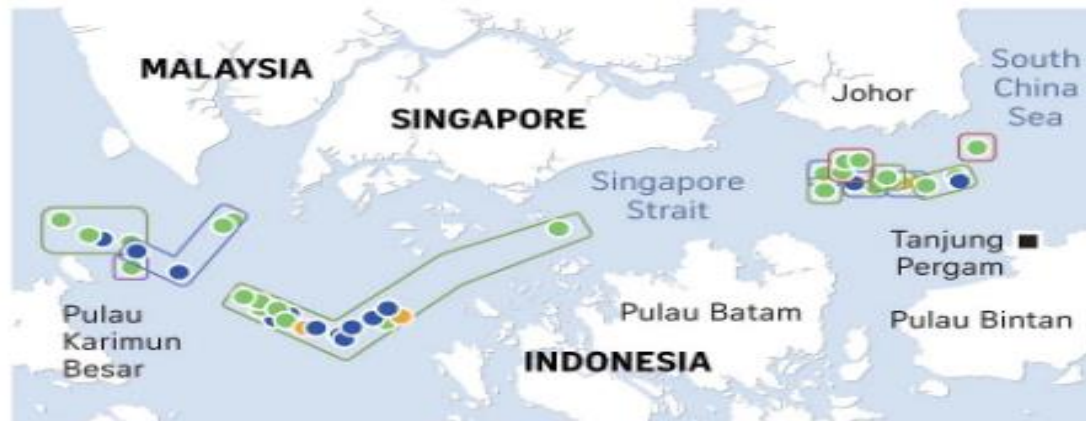 MALAYSIA
SINGAPORE
Johor
South
China
Sea
Singapore
Strait
Tanjung
Pergam
Pulau
Karimun
Besar
Pulau Batam
Pulau Bintan
INDONESIA